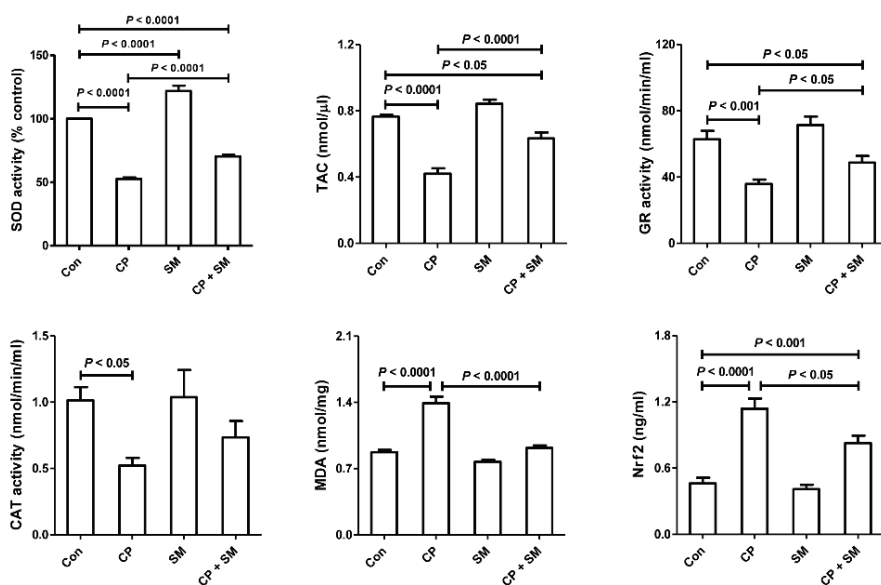 P < 0.0001
P < 0.0001
P < 0.0001
P < 0.0001
SOD activity (% control)
150
100
50
0
Con
CP
SM
CP + SM
P < 0.0001
P < 0.05
P < 0.0001
TAC (nmol/μl)
1.2
0.8
0.4
0.0
Con
CP
SM
CP + SM
P < 0.05
P < 0.05
P < 0.001
GR activity (nmol/min/ml)
120
80
40
0
Con
CP
SM
CP + SM
P < 0.05
CAT activity (nmol/min/ml)
1.5
1.0
0.5
0.0
Con
CP
SM
CP + SM
P < 0.0001
P < 0.0001
MDA (nmol/mg)
2.1
1.4
0.7
0.0
Con
CP
SM
CP + SM
P < 0.001
P < 0.0001
P < 0.05
Nrf2 (ng/ml)
1.8
1.2
0.6
0.0
Con
CP
SM
CP + SM